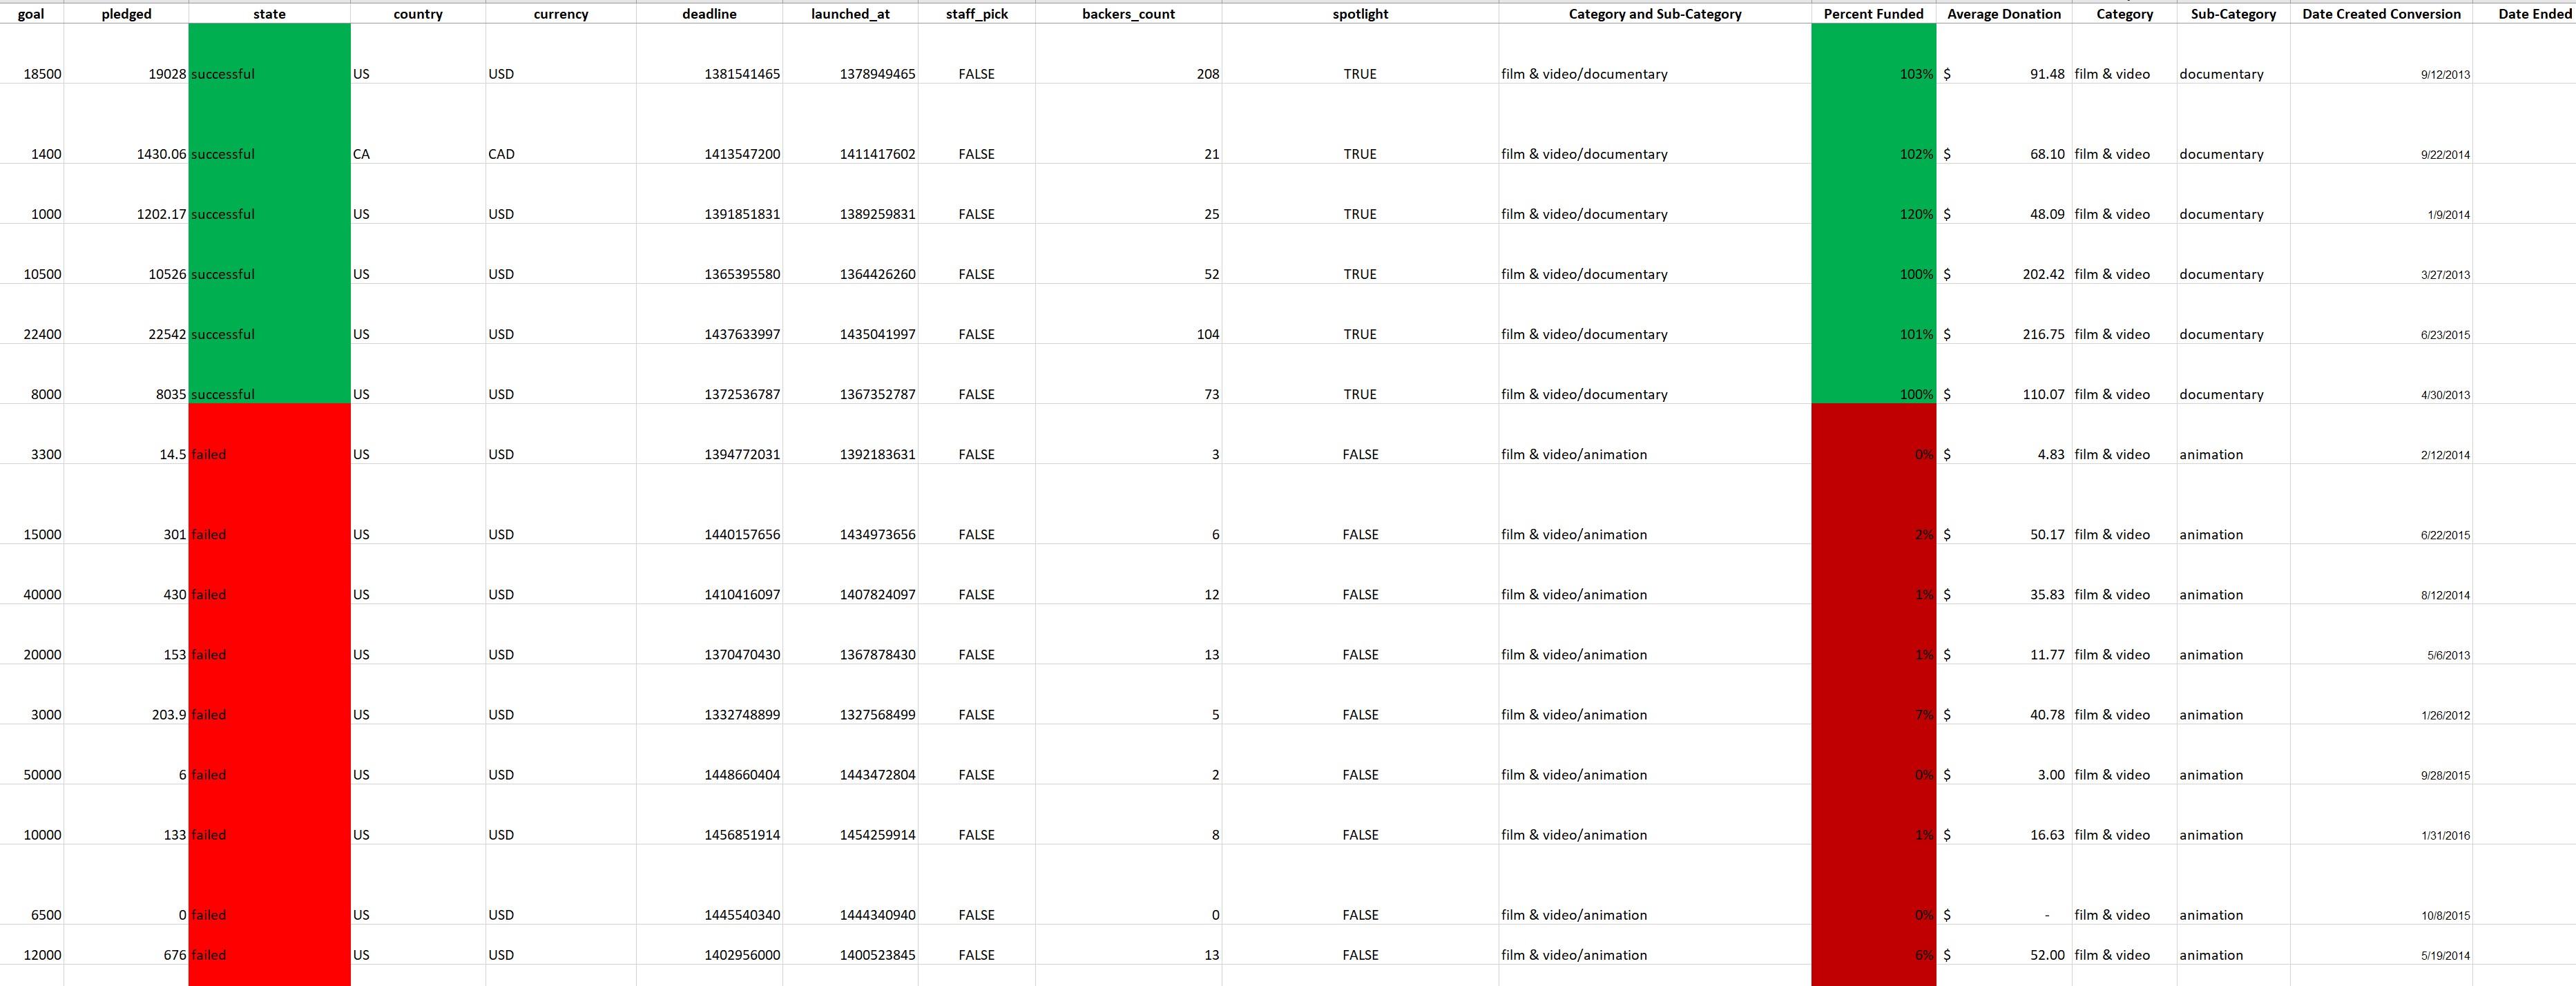 goal pledged state country currency deadline launched_at staff_pick backers_count spotlight Category and Sub-Category Percent Funded Average Donation Category Sub-Category Date Created Conversion Date Ended
18500 19028 successful US USD 1381541465 1378949465 FALSE 208 TRUE film & video/documentary 103% $ 91.48 film & video documentary 9/12/2013
1400 1430.06 successful CA CAD 1413547200 1411417602 FALSE 21 TRUE film & video/documentary 102% $ 68.10 film & video documentary 9/22/2014
1000 1202.17 successful US USD 1391851831 1389259831 FALSE 25 TRUE film & video/documentary 120% $ 48.09 film & video documentary 1/9/2014
10500 10526 successful US USD 1365395580 1364426260 FALSE 52 TRUE film & video/documentary 100% $ 202.42 film & video documentary 3/27/2013
22400 22542 successful US USD 1437633997 1435041997 FALSE 104 TRUE film & video/documentary 101% $ 216.75 film & video documentary 6/23/2015
8000 8035 successful US USD 1372536787 1367352787 FALSE 73 TRUE film & video/documentary 100% $ 110.07 film & video documentary 4/30/2013
3300 14.5 failed US USD 1394772031 1392183631 FALSE 3 FALSE film & video/animation 0% $ 4.83 film & video animation 2/12/2014
15000 301 failed US USD 1440157656 1434973656 FALSE 6 FALSE film & video/animation 2% $ 50.17 film & video animation 6/22/2015
40000 430 failed US USD 1410416097 1407824097 FALSE 12 FALSE film & video/animation 1% $ 35.83 film & video animation 8/12/2014
20000 153 failed US USD 1370470430 1367878430 FALSE 13 FALSE film & video/animation 1% $ 11.77 film & video animation 5/6/2013
3000 203.9 failed US USD 1332748899 1327568499 FALSE 5 FALSE film & video/animation 7% $ 40.78 film & video animation 1/26/2012
50000 6 failed US USD 1448660404 1443472804 FALSE 2 FALSE film & video/animation 0% $ 3.00 film & video animation 9/28/2015
10000 133 failed US USD 1456851914 1454259914 FALSE 8 FALSE film & video/animation 1% $ 16.63 film & video animation 1/31/2016
6500 0 failed US USD 1445540340 1444340940 FALSE 0 FALSE film & video/animation 0% $ - film & video animation 10/8/2015
12000 676 failed US USD 1402956000 1400523845 FALSE 13 FALSE film & video/animation 6% $ 52.00 film & video animation 5/19/2014